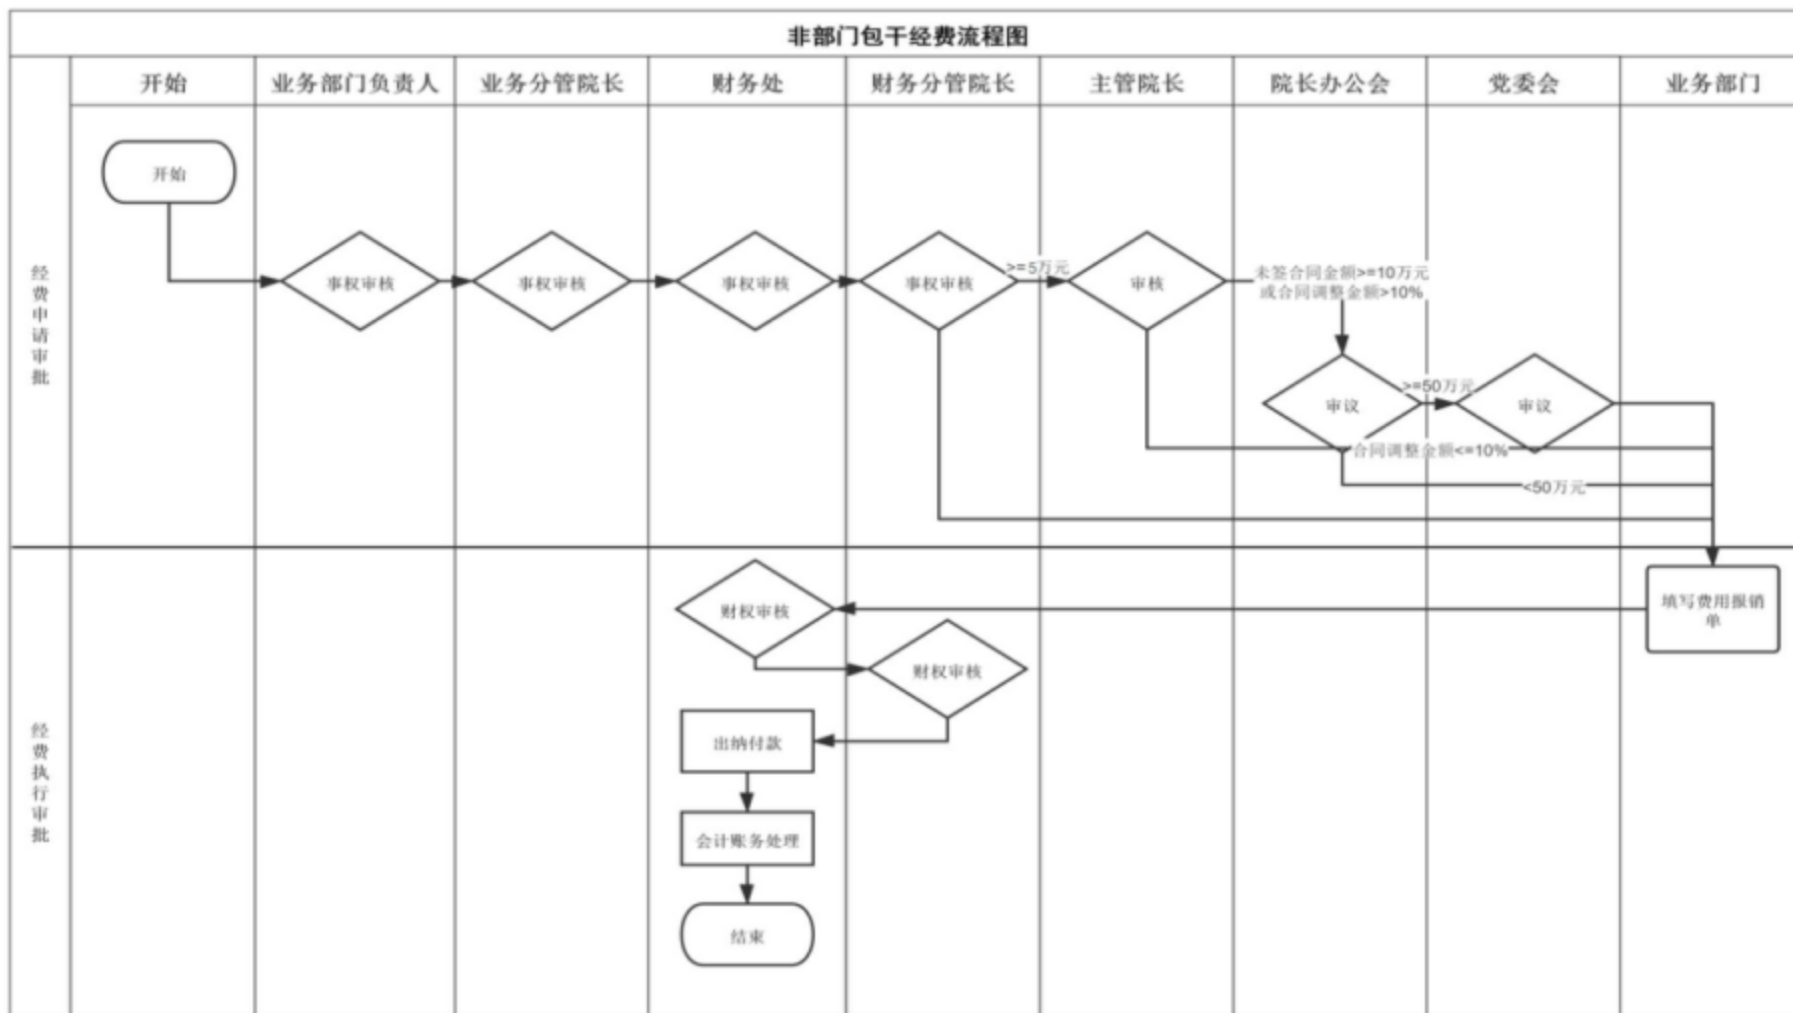 非部门包干经费流程图
开始
业务部门负责人
业务分管院长
财务处
财务分管院长
主管院长
院长办公会
党委会
业务部门
经费申请审批
开始
事权审核
事权审核
事权审核
事权审核
>=5万元
审核
未签合同金额>=10万元
或合同调整金额>10%
审议
>=50万元
审议
合同调整金额<=10%
<50万元
经费执行审批
财权审核
填写费用报销
单
财权审核
出纳付款
会计账务处理
结束